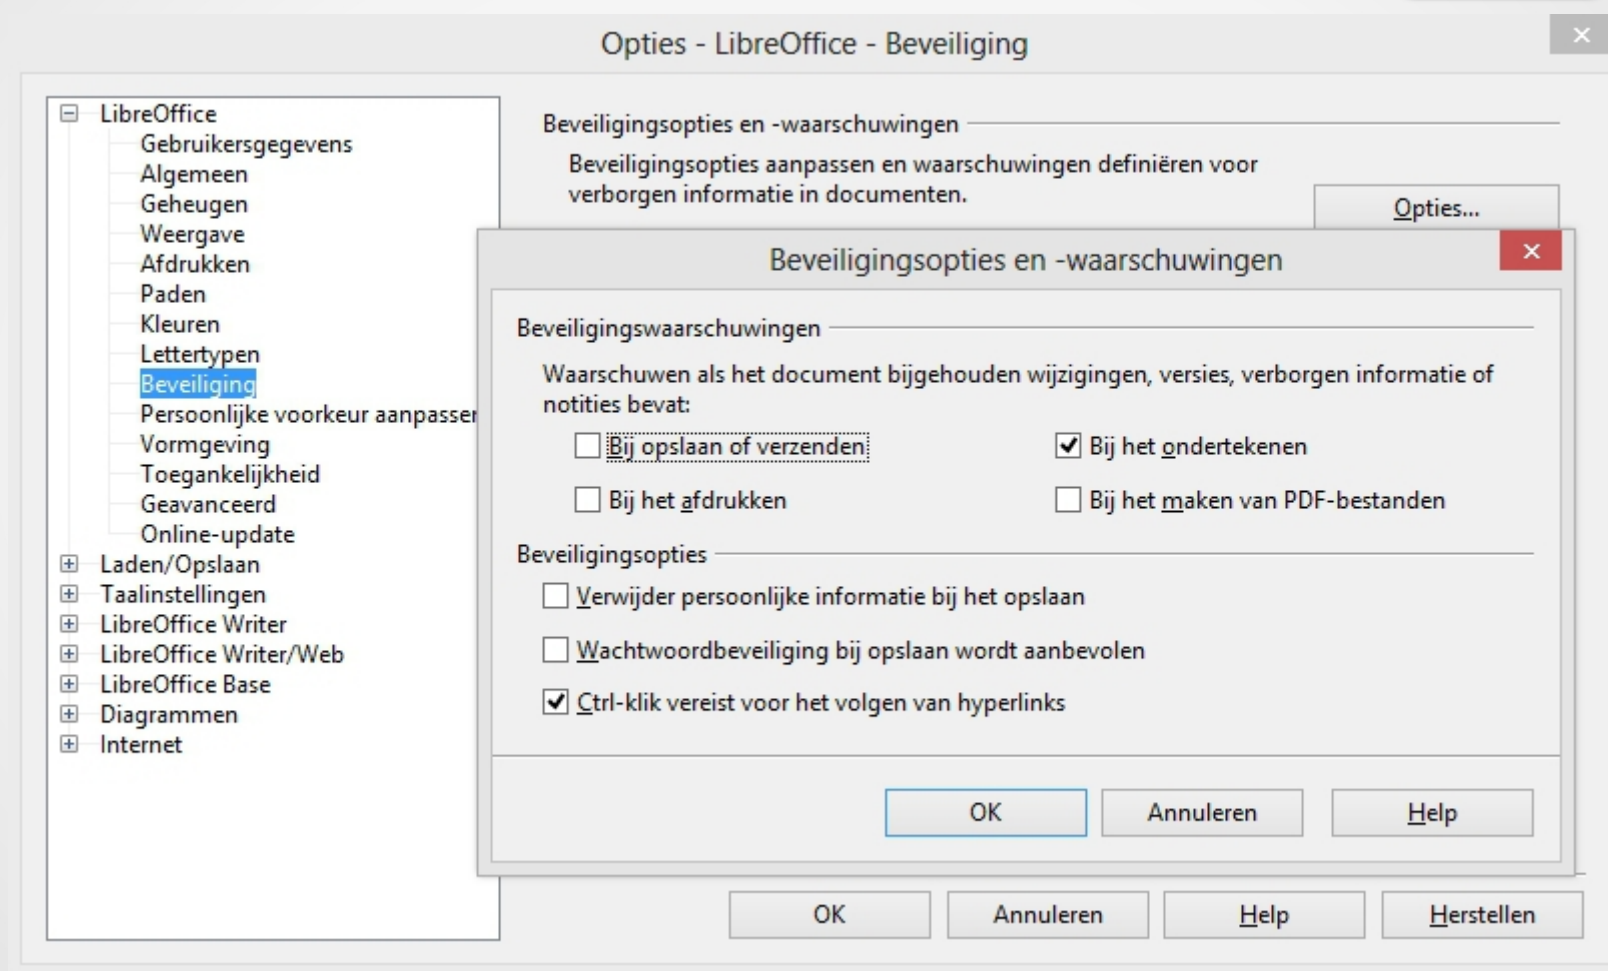 Opties - LibreOffice - Beveiliging
LibreOffice
Gebruikersgegevens
Algemeen
Geheugen
Weergave
Afdrukken
Paden
Kleuren
Lettertypen
Beveiliging
Persoonlijke voorkeur aanpassen
Vormgeving
Toegankelijkheid
Geavanceerd
Online-update
Laden/Opslaan
Taalinstellingen
LibreOffice Writer
LibreOffice Writer/Web
LibreOffice Base
Diagrammen
Internet
Beveiligingsopties en -waarschuwingen
Beveiligingsopties aanpassen en waarschuwingen definiëren voor
verborgen informatie in documenten.
Opties...
Beveiligingsopties en -waarschuwingen
Beveiligingswaarschuwingen
Waarschuwen als het document bijgehouden wijzigingen, versies, verborgen informatie of
notities bevat:
Bij opslaan of verzenden
Bij het ondertekenen
Bij het afdrukken
Bij het maken van PDF-bestanden
Beveiligingsopties
Verwijder persoonlijke informatie bij het opslaan
Wachtwoordbeveiliging bij opslaan wordt aanbevolen
Ctrl-klik vereist voor het volgen van hyperlinks
OK
Annuleren
Help
OK
Annuleren
Help
Herstellen